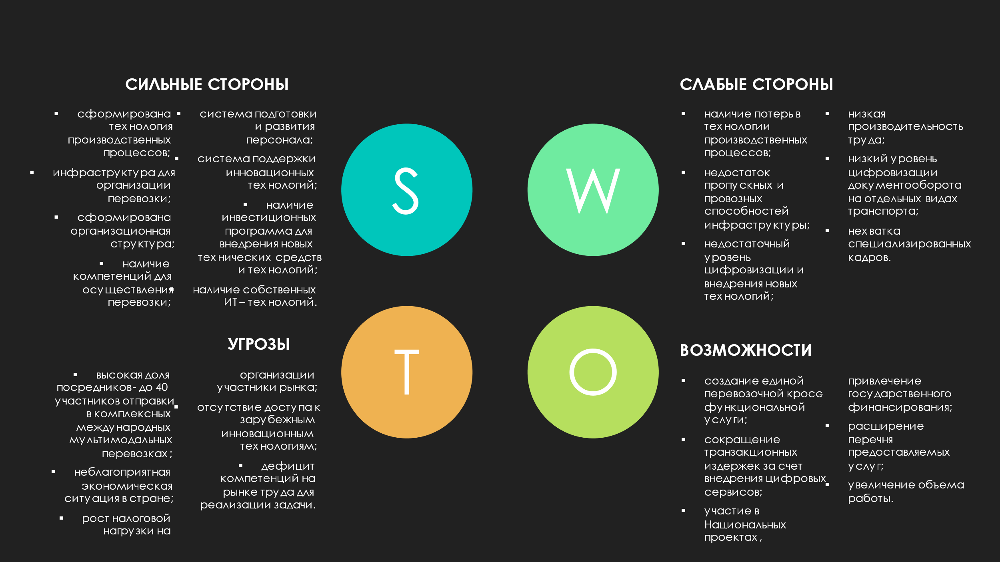 СИЛЬНЫЕ СТОРОНЫ
▪ сформирована
технология
производственных
процессов;
▪ инфраструктура для
организации
перевозки;
▪ сформирована
организационная
структура;
▪ наличие
компетенций для
осуществления
перевозки;
▪ система подготовки
и развития
персонала;
▪ система поддержки
инновационных
технологий;
▪ наличие
инвестиционных
программа для
внедрения новых
технических средств
и технологий;
▪ наличие собственных
ИТ – технологий.
S
W
СЛАБЫЕ СТОРОНЫ
▪ наличие потерь в
технологии
производственных
процессов;
▪ недостаток
пропускных и
провозных
способностей
инфраструктуры;
▪ недостаточный
уровень
цифровизации и
внедрения новых
технологий;
▪ низкая
производительность
труда;
▪ низкий уровень
цифровизации
документооборота
на отдельных видах
транспорта;
▪ нехватка
специализированных
кадров.
УГРОЗЫ
▪ высокая доля
посредников- до 40
участников отправки
в комплексных
международных
мультимодальных
перевозках;
▪ неблагоприятная
экономическая
ситуация в стране;
▪ рост налоговой
нагрузки на
организации
участники рынка;
▪ отсутствие доступа к
зарубежным
инновационным
технологиям;
▪ дефицит
компетенций на
рынке труда для
реализации задачи.
T
O
ВОЗМОЖНОСТИ
▪ создание единой
перевозочной кросс-
функциональной
услуги;
▪ сокращение
транзакционных
издержек за счет
внедрения цифровых
сервисов;
▪ участие в
Национальных
проектах,
привлечение
государственного
финансирования;
▪ расширение
перечня
предоставляемых
услуг;
▪ увеличение объема
работы.